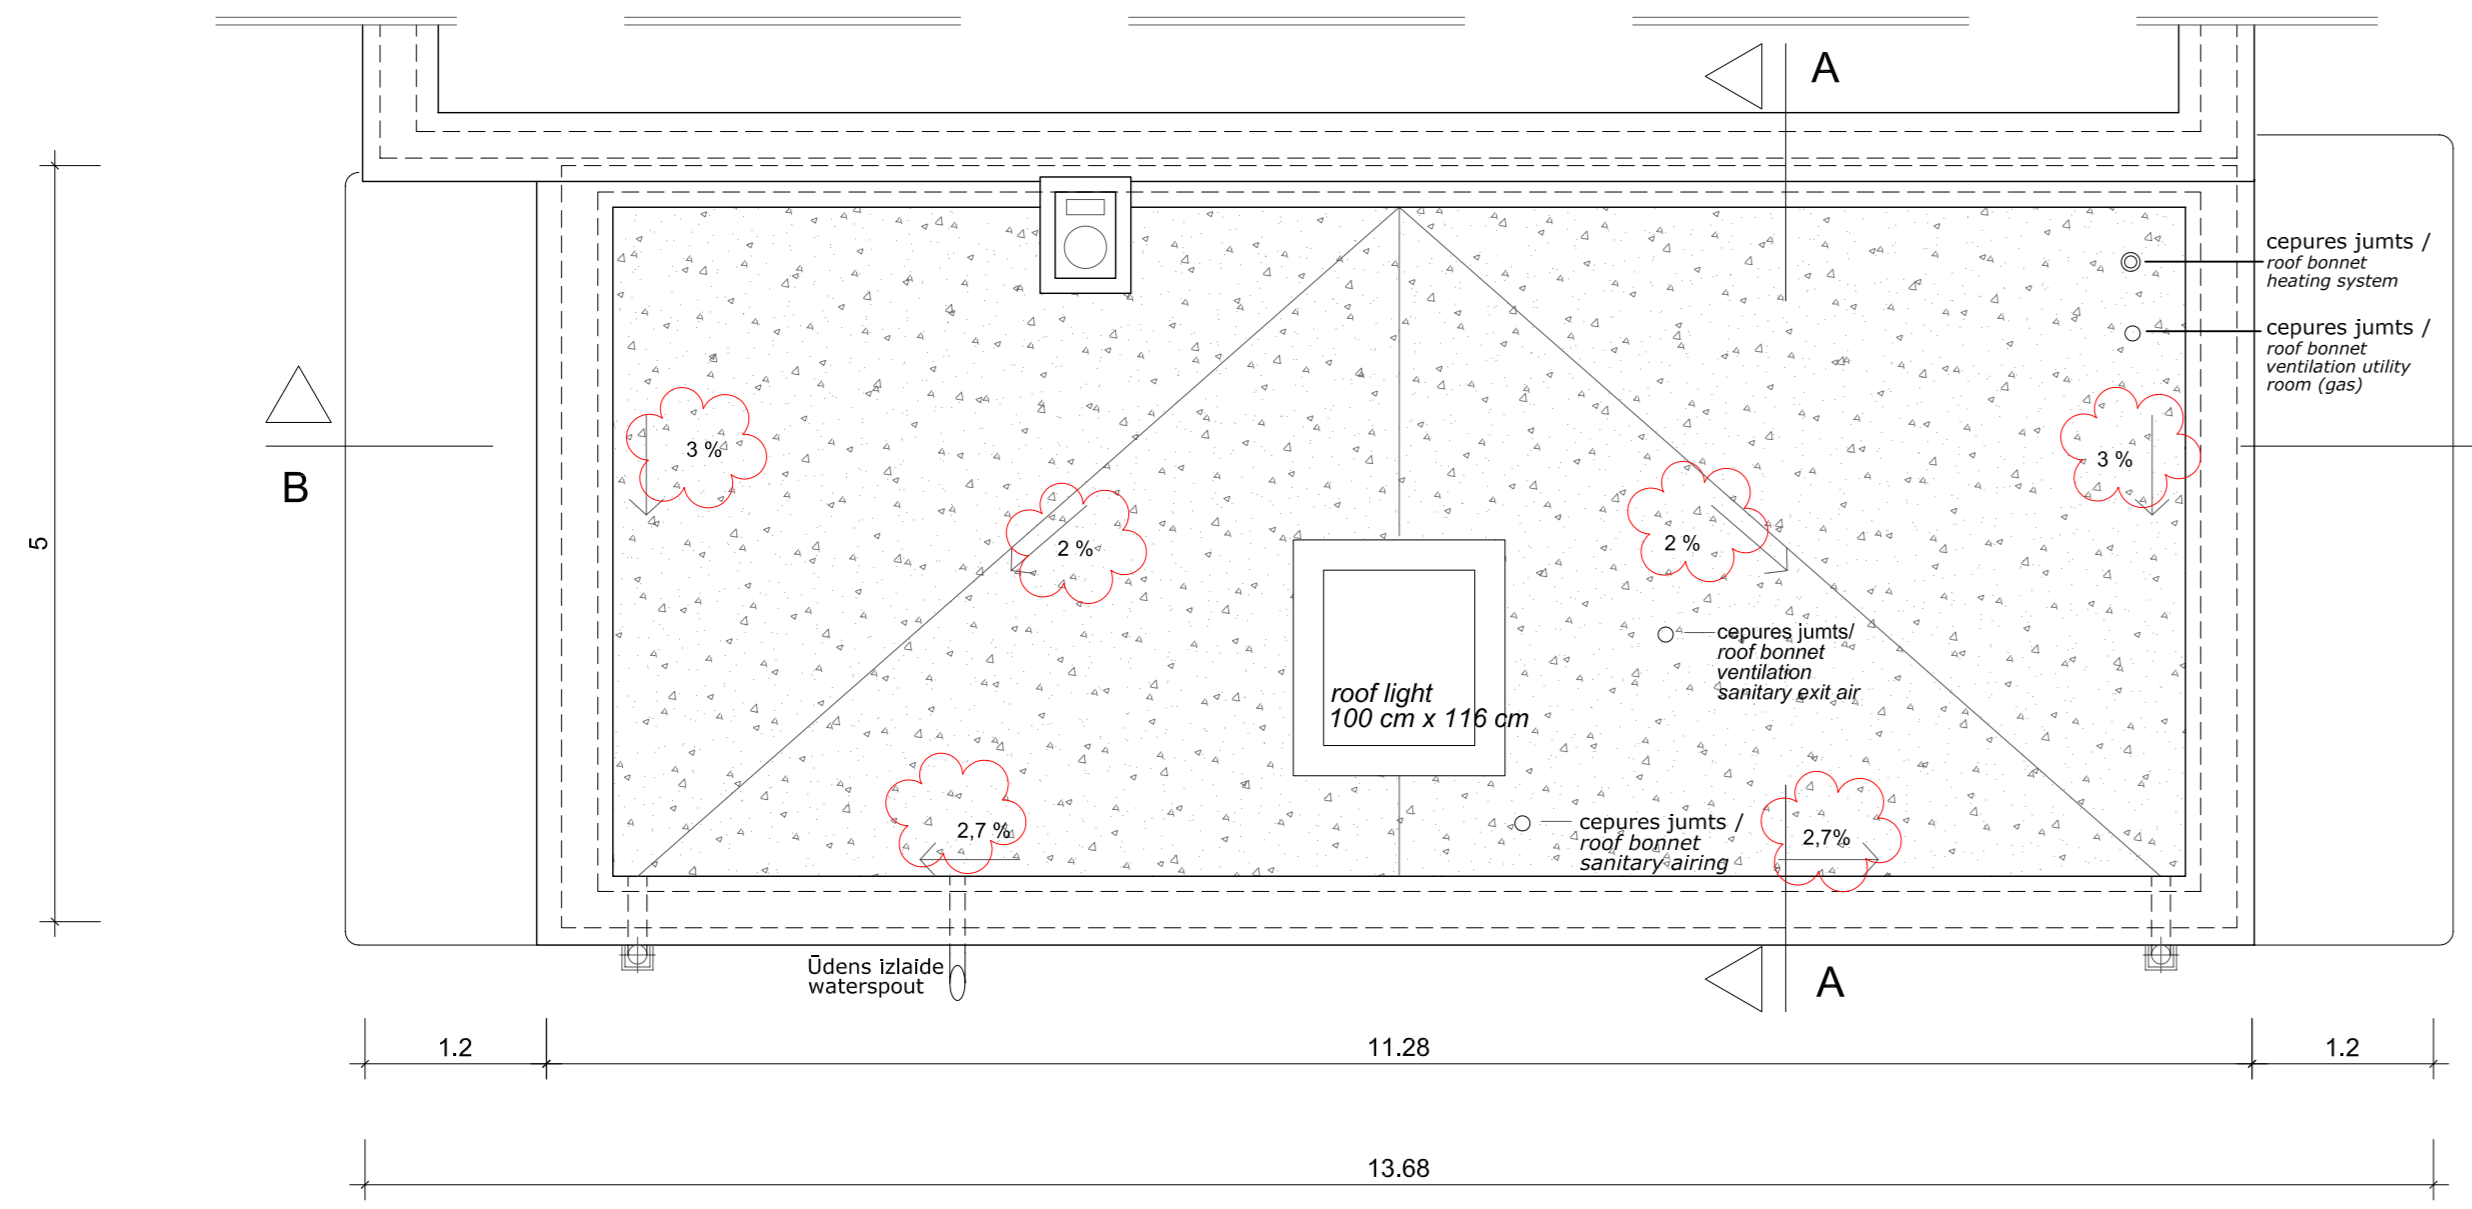 A
cepures jumts /
roof bonnet
heating system
cepures jumts /
roof bonnet
ventilation utility
room (gas)
3 %
3 %
B
5
2 %
2 %
cepures jumts/
roof bonnet
ventilation
sanitary exit air
roof light
100 cm x 116 cm
2,7 %
cepures jumts /
roof bonnet
sanitary airing
2,7%
Ūdens izlaide
waterspout
A
1.2
11.28
1.2
13.68